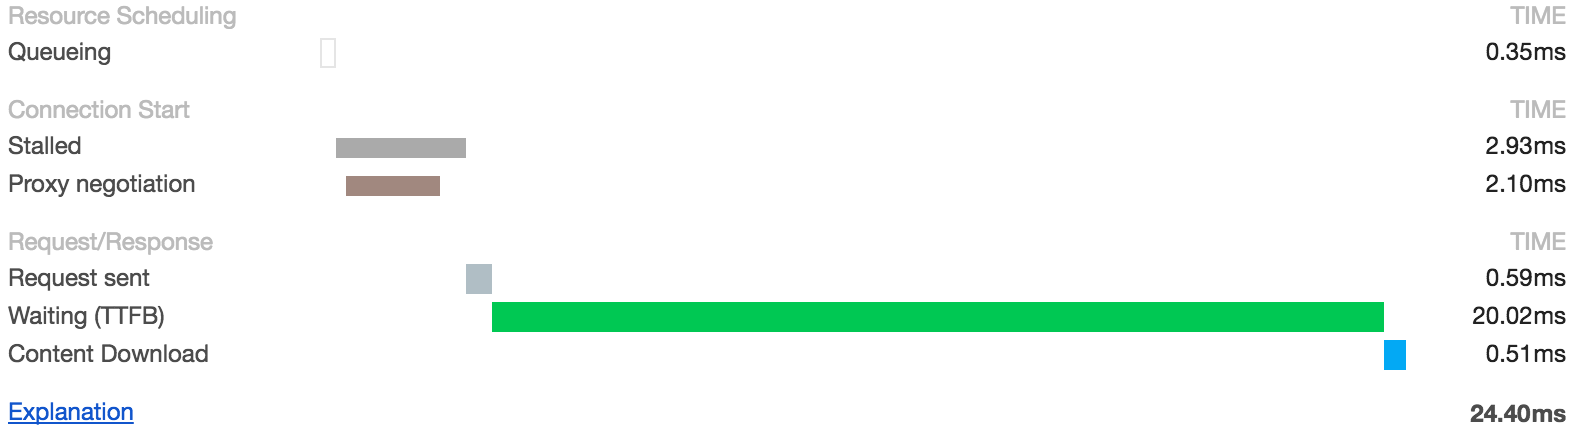 Resource Scheduling TIME
Queueing 0.35ms
Connection Start TIME
Stalled 2.93ms
Proxy negotiation 2.10ms
Request/Response TIME
Request sent 0.59ms
Waiting (TTFB) 20.02ms
Content Download 0.51ms
Explanation 24.40ms